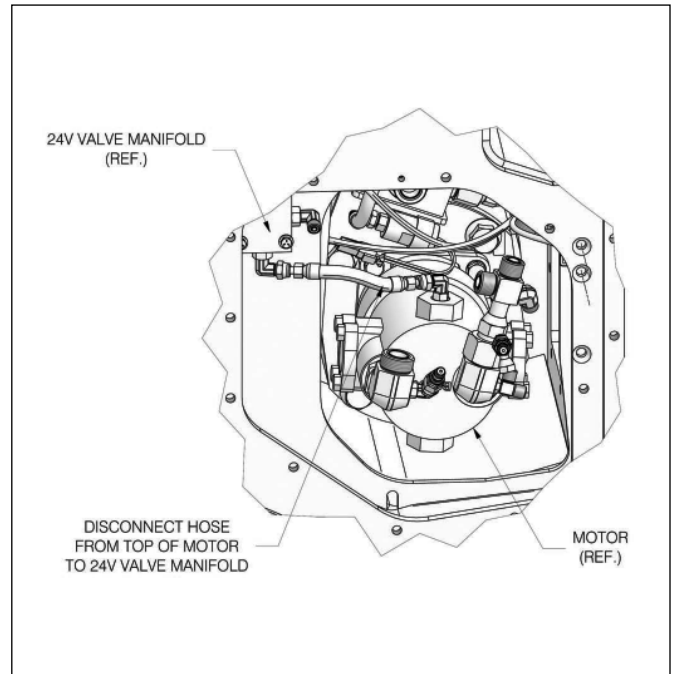 24V VALVE MANIFOLD
(REF.)
DISCONNECT HOSE
FROM TOP OF MOTOR
TO 24V VALVE MANIFOLD
MOTOR
(REF.)